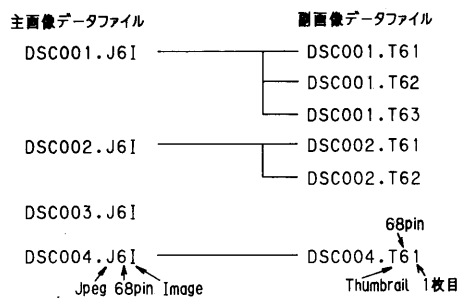 主画像データファイル 副画像データファイル
DSC001.J6I DSC001.T61
DSC001.T62
DSC001.T63
DSC002.J6I DSC002.T61
DSC002.T62
DSC003.J6I
68pin
DSC004.J6I DSC004.T61
Jpeg 68pin Image Thumbrail 1枚目